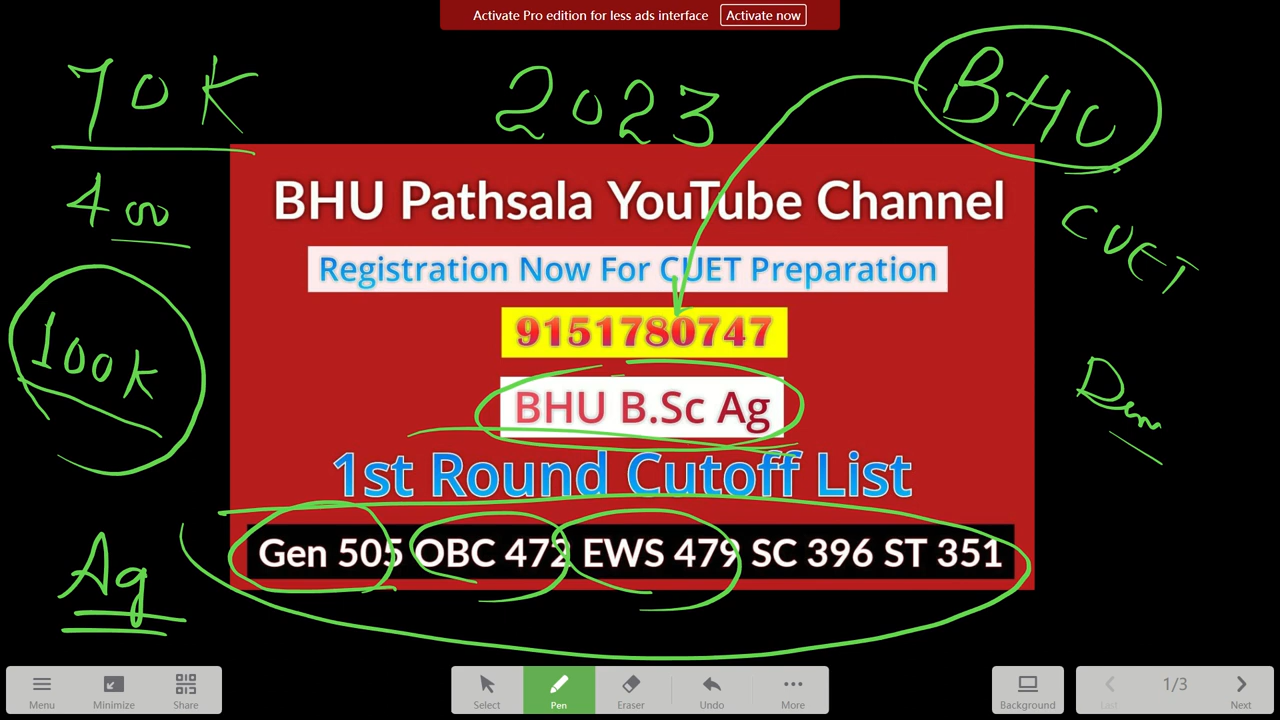 Activate Pro edition for less ads interface Activate now
70K
2023
BHU
400
BHU Pathsala YouTube Channel
CUET
Registration Now For CUET Preparation
9151780747
100K
BHU B.Sc Ag
1st Round Cutoff List
Gen 505 OBC 472 EWS 479 SC 396 ST 351
Ag
Menu Minimize Share Select Pen Eraser Undo More Background Last 1/3 Next